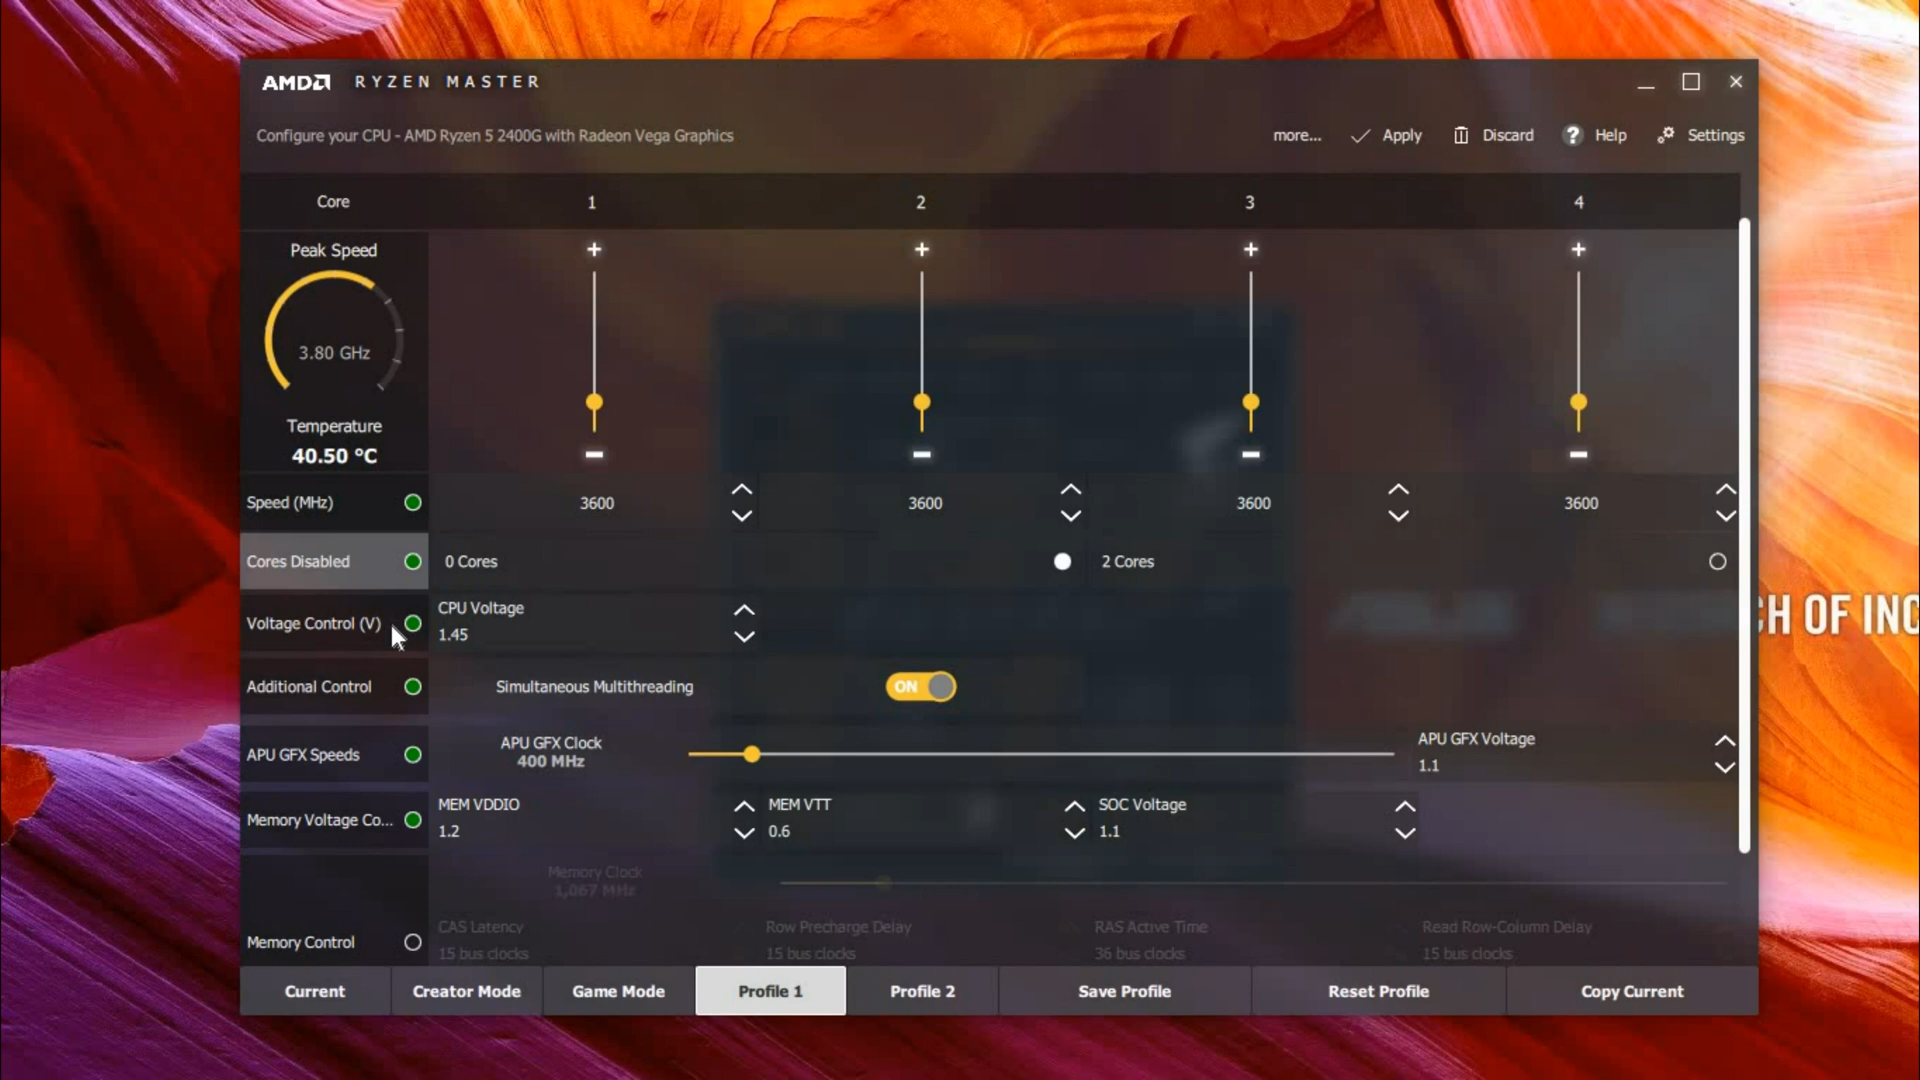 AMD RYZEN MASTER
Configure your CPU - AMD Ryzen 5 2400G with Radeon Vega Graphics
more... Apply Discard ? Help Settings
Core 1 2 3 4
Peak Speed
3.80 GHz
Temperature
40.50 °C
Speed (MHz) 3600 3600 3600 3600
Cores Disabled 0 Cores 2 Cores
Voltage Control (V) CPU Voltage
1.45
CH OF INC
Additional Control Simultaneous Multithreading ON
APU GFX Speeds APU GFX Clock
400 MHz
APU GFX Voltage
1.1
Memory Voltage Co... MEM VDDIO
1.2
MEM VTT
0.6
SOC Voltage
1.1
Memory Clock
1,067 MHz
Memory Control
CAS Latency
15 bus clocks
Row Precharge Delay
15 bus clocks
RAS Active Time
36 bus clocks
Read Row-Column Delay
15 bus clocks
Current Creator Mode Game Mode Profile 1 Profile 2 Save Profile Reset Profile Copy Current